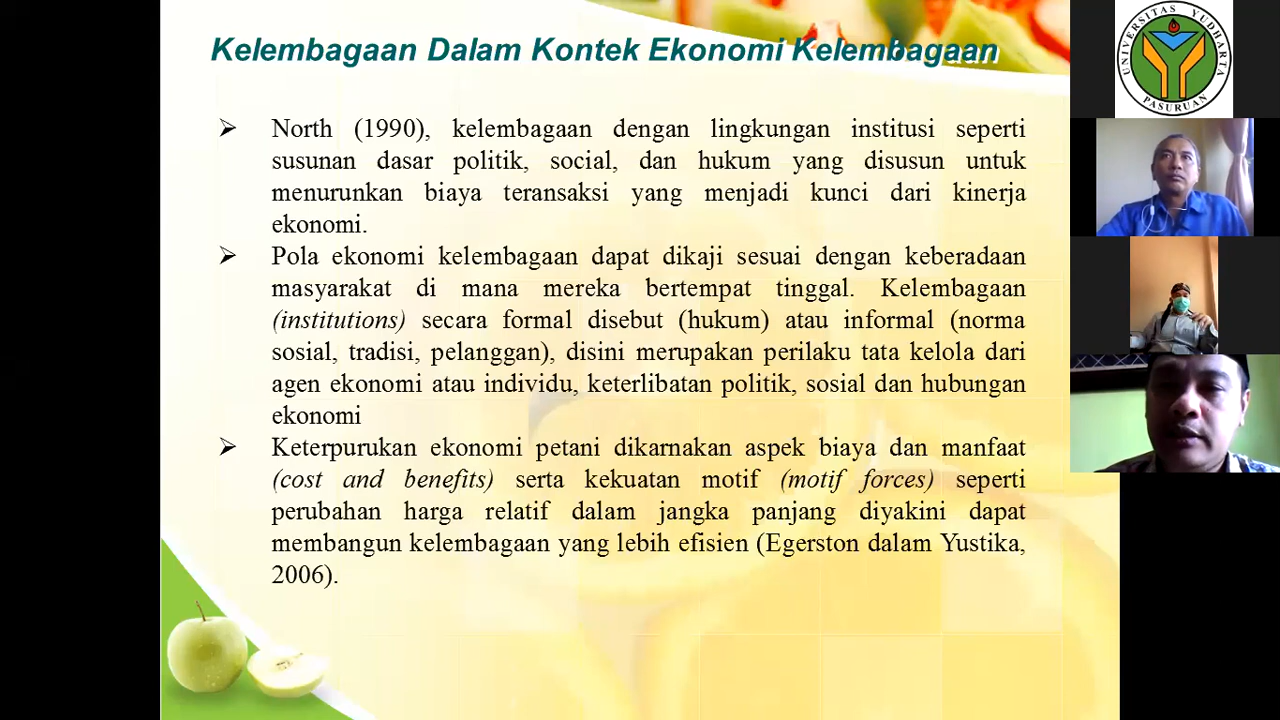 Kelembagaan Dalam Kontek Ekonomi Kelembagaan
North (1990), kelembagaan dengan lingkungan institusi seperti
susunan dasar politik, social, dan hukum yang disusun untuk
menurunkan biaya teransaksi yang menjadi kunci dari kinerja
ekonomi.
Pola ekonomi kelembagaan dapat dikaji sesuai dengan keberadaan
masyarakat di mana mereka bertempat tinggal. Kelembagaan
(institutions) secara formal disebut (hukum) atau informal (norma
sosial, tradisi, pelanggan), disini merupakan perilaku tata kelola dari
agen ekonomi atau individu, keterlibatan politik, sosial dan hubungan
ekonomi
Keterpurukan ekonomi petani dikarnakan aspek biaya dan manfaat
(cost and benefits) serta kekuatan motif (motif forces) seperti
perubahan harga relatif dalam jangka panjang diyakini dapat
membangun kelembagaan yang lebih efisien (Egerston dalam Yustika,
2006).
UNIVERSITAS YUDHARTA
PASURUAN